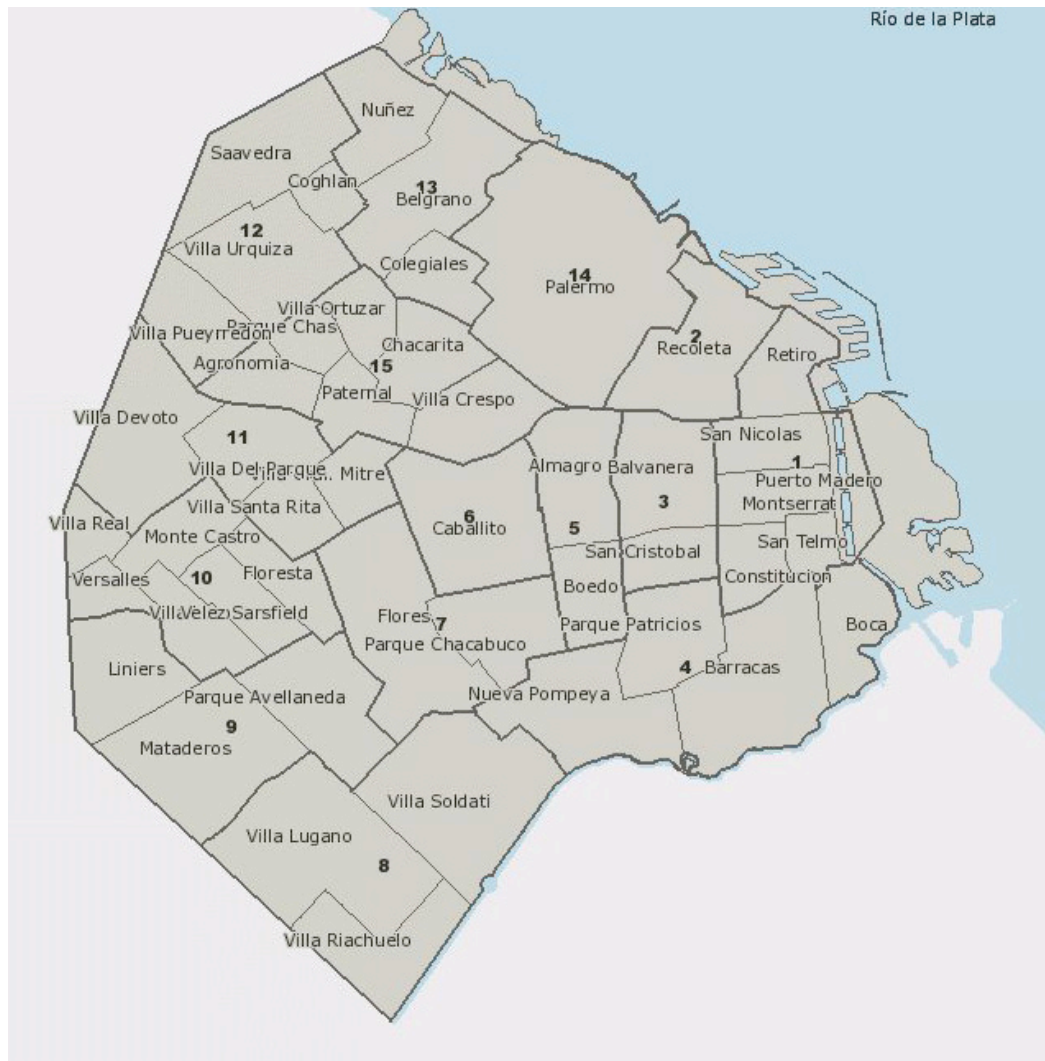 Río de la Plata
Nuñez
Saavedra
Coghlan
13
Belgrano
12
Villa Urquiza
Colegiales
14
Palermo
Villa Ortuzar
Villa Pueyrredón
Parque Chas
2
Recoleta
Retiro
Chacarita
Agronomia
15
Paternal
Villa Crespo
Villa Devoto
11
San Nicolas
Villa Del Parque
Mitre
Almagro
Balvanera
1
Puerto Madero
Villa Santa Rita
3
Montserrat
Villa Real
6
Caballito
5
Monte Castro
San Cristobal
San Telmo
Versalles
10
Floresta
Boedo
Constitucion
Velez Sarsfield
Flores
7
Parque Patricios
Boca
Parque Chacabuco
Liniers
4
Barracas
Parque Avellaneda
Nueva Pompeya
9
Mataderos
Villa Soldati
Villa Lugano
8
Villa Riachuelo